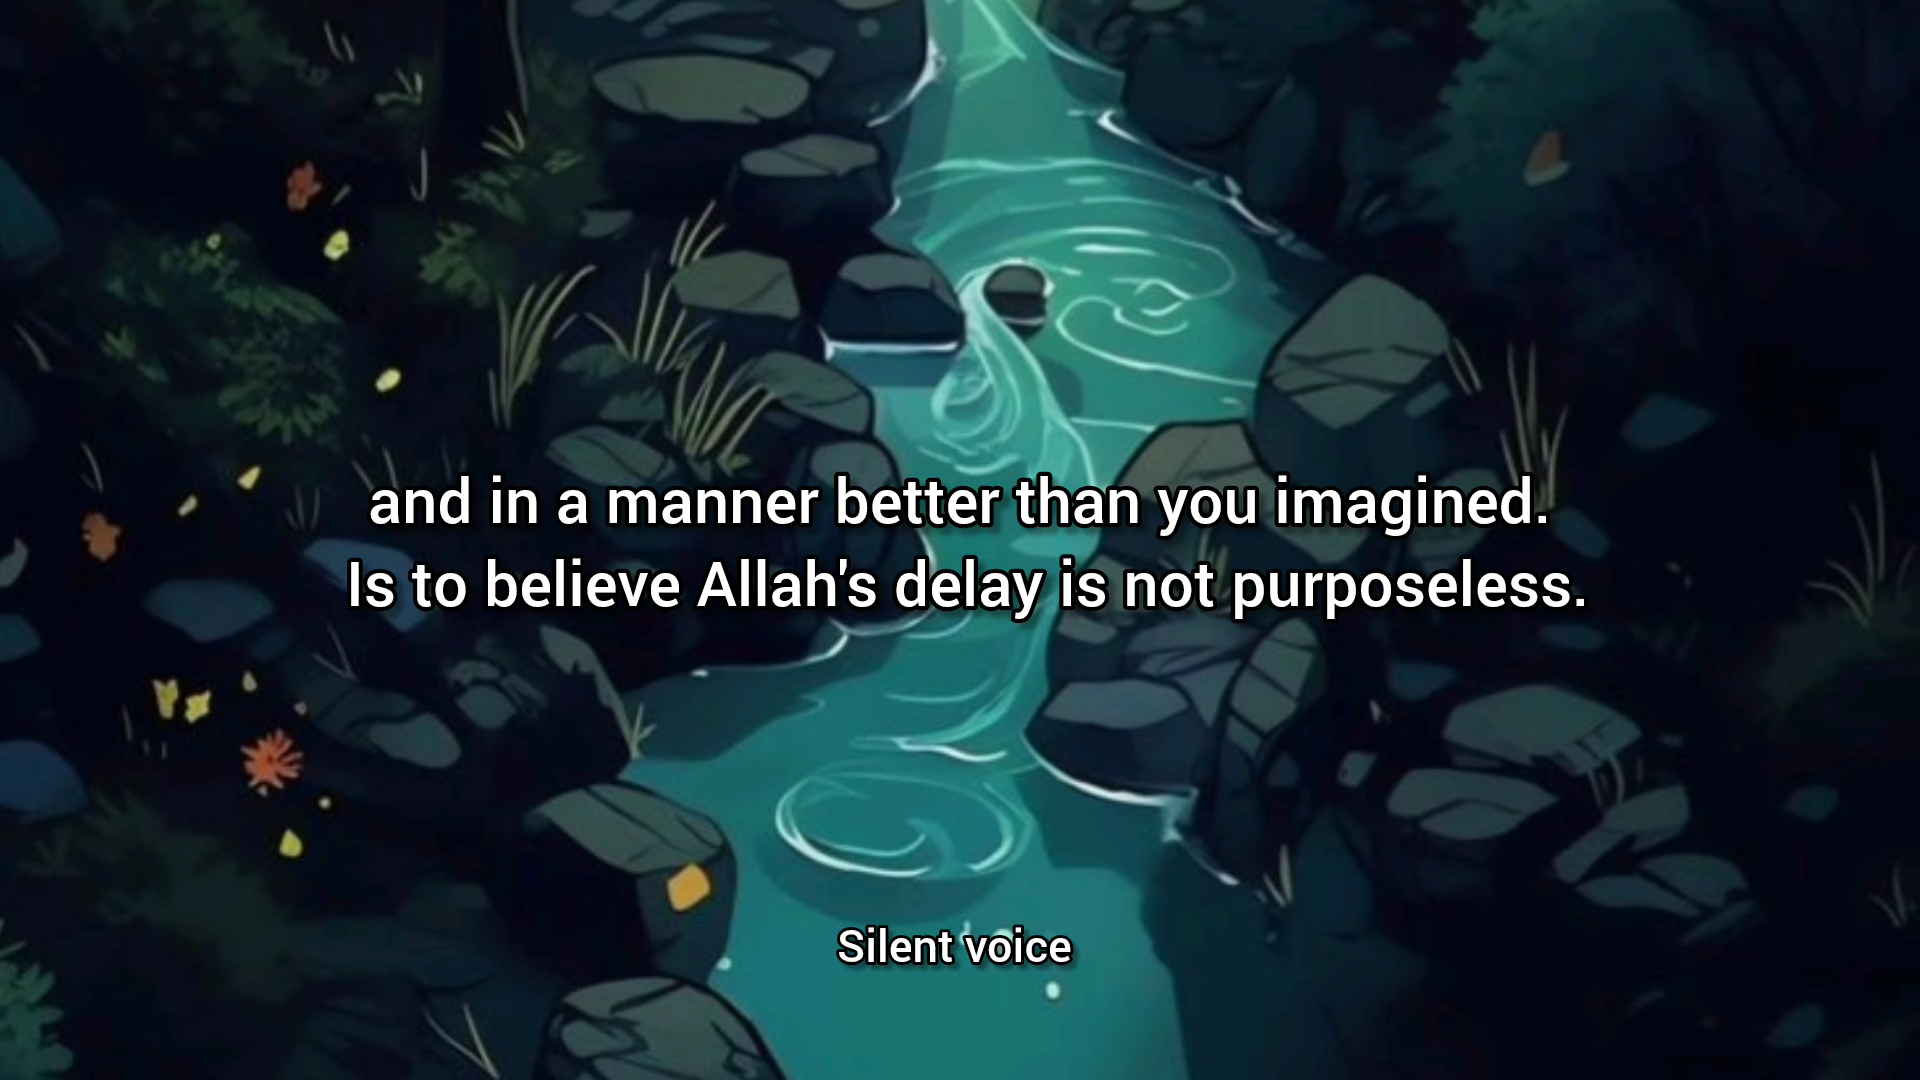 and in a manner better than you imagined.
Is to believe Allah's delay is not purposeless.
Silent voice